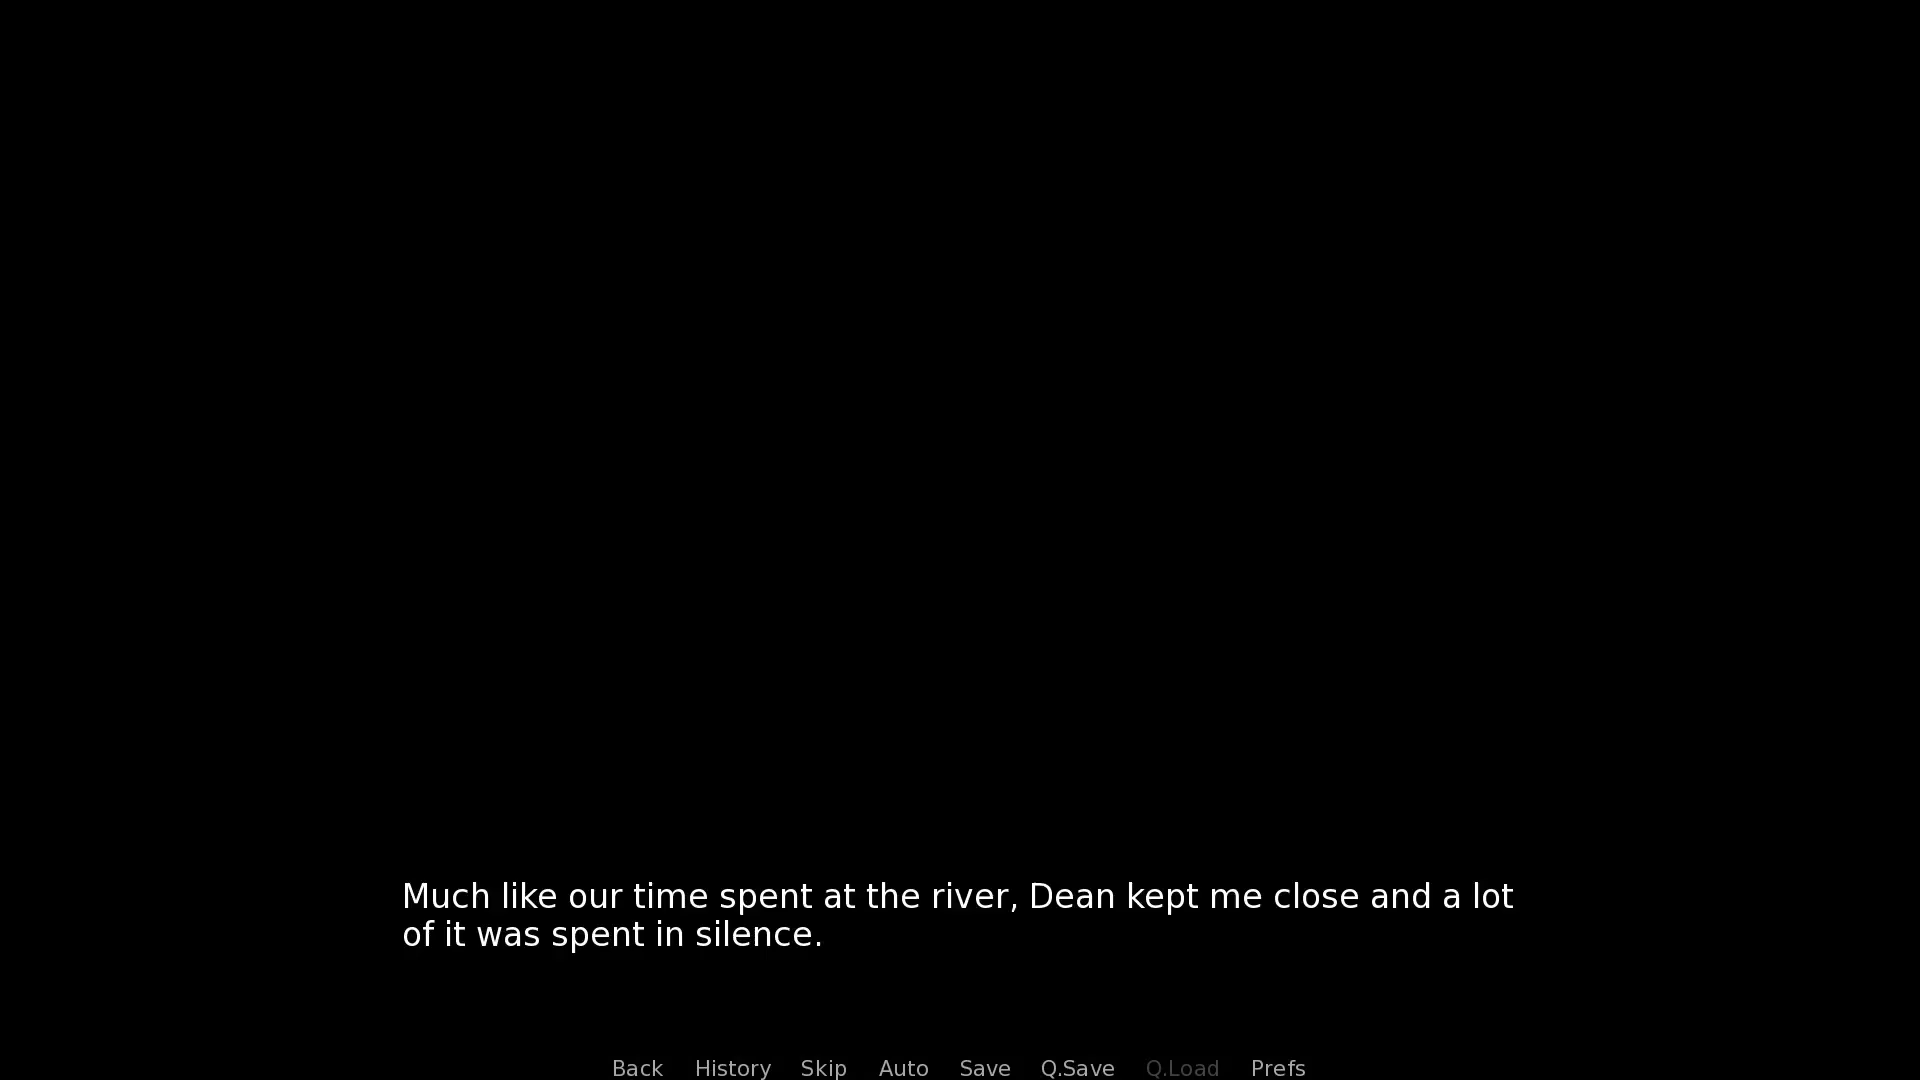 Much like our time spent at the river, Dean kept me close and a lot
of it was spent in silence.
Back History Skip Auto Save Q.Save Q.Load Prefs